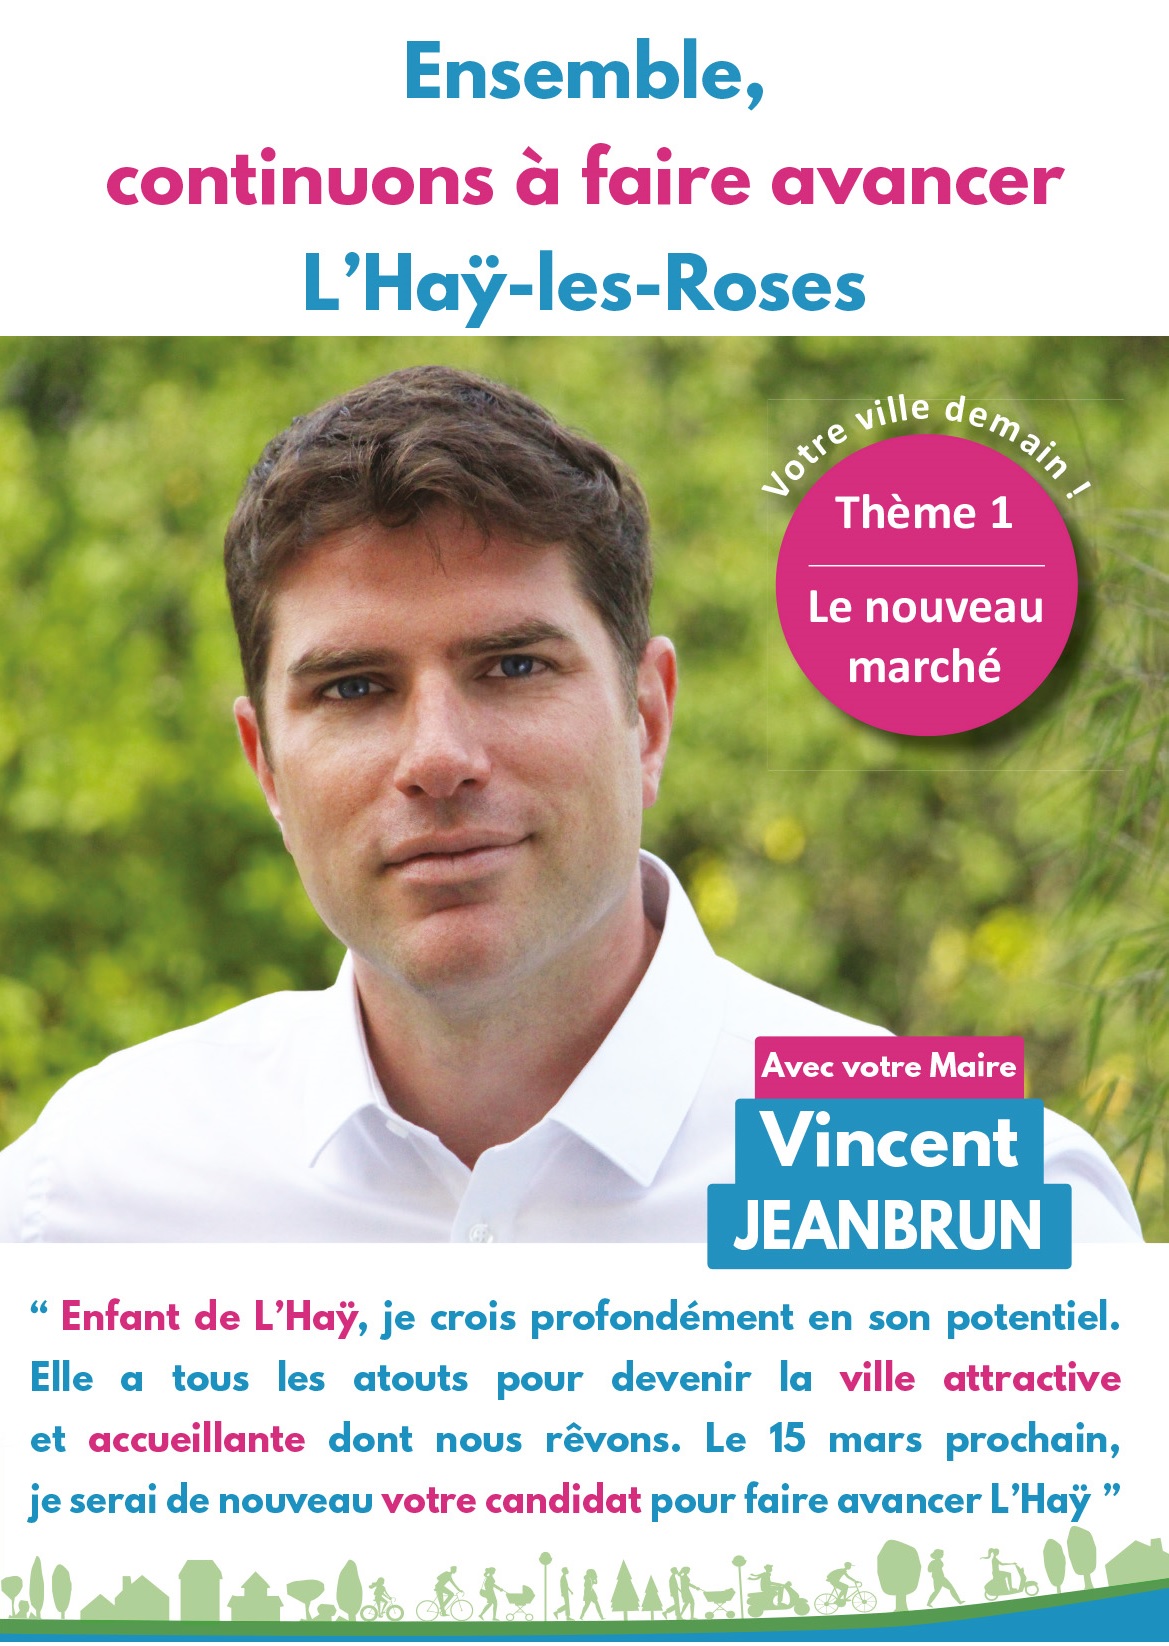 Ensemble,
continuons à faire avancer
L’Haÿ-les-Roses
Votre ville demain !
Thème 1
Le nouveau
marché
Avec votre Maire
Vincent
JEANBRUN
“ Enfant de L’Haÿ, je crois profondément en son potentiel.
Elle a tous les atouts pour devenir la ville attractive
et accueillante dont nous rêvons. Le 15 mars prochain,
je serai de nouveau votre candidat pour faire avancer L’Haÿ ”